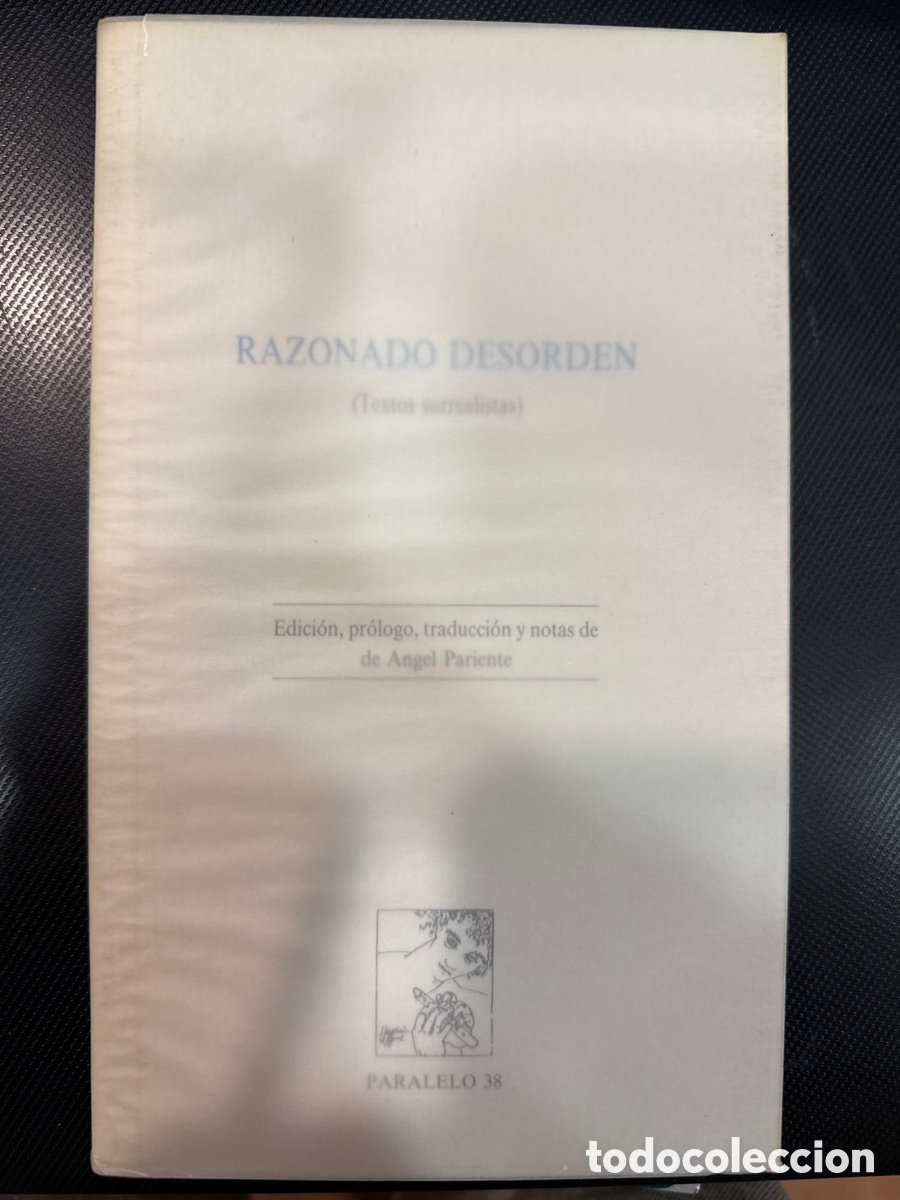 RAZONADO DESORDEN
(Textos surrealistas)
Edición, prólogo, traducción y notas de
de Angel Pariente
PARALELO 38
todocoleccion